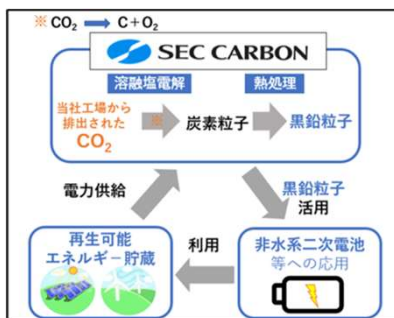 ※ CO₂ → C+O₂
SEC CARBON
溶融塩電解
熱処理
当社工場から
排出された
CO₂
※
炭素粒子
黒鉛粒子
電力供給
黒鉛粒子
活用
再生可能
エネルギー貯蔵
利用
非水系二次電池
等への応用